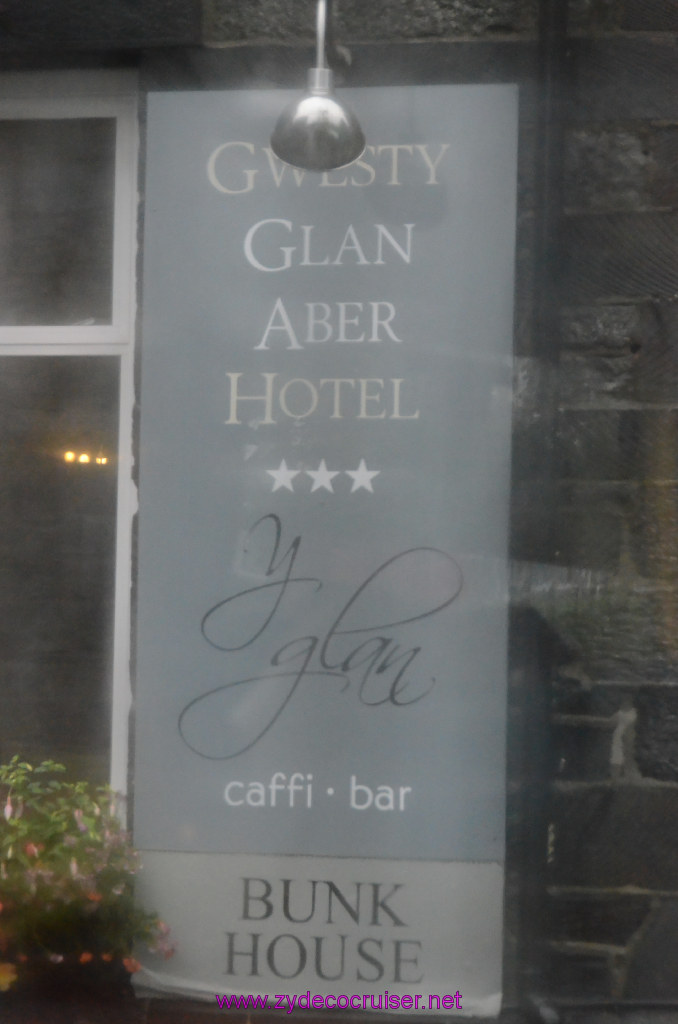 GWESTY
GLAN
ABER
HOTEL
★★★
y
glan
caffi · bar
BUNK
HOUSE
www.zydecocruiser.net